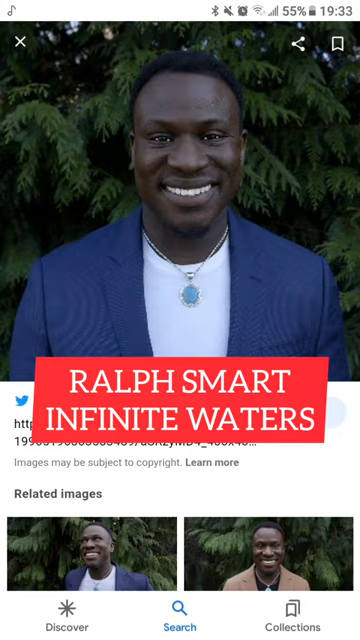 55% 19:33
RALPH SMART
INFINITE WATERS
Images may be subject to copyright. Learn more
Related images
Discover
Search
Collections